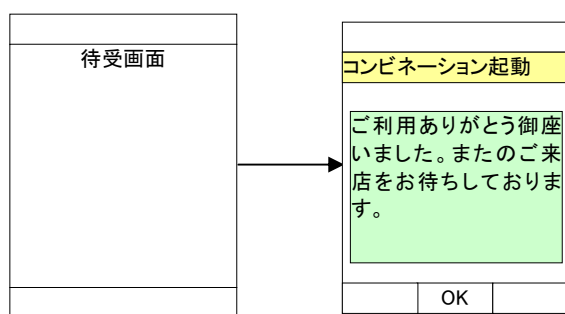 待受画面
コンビネーション起動
ご利用ありがとう御座
いました。またのご来
店をお待ちしておりま
す。
OK